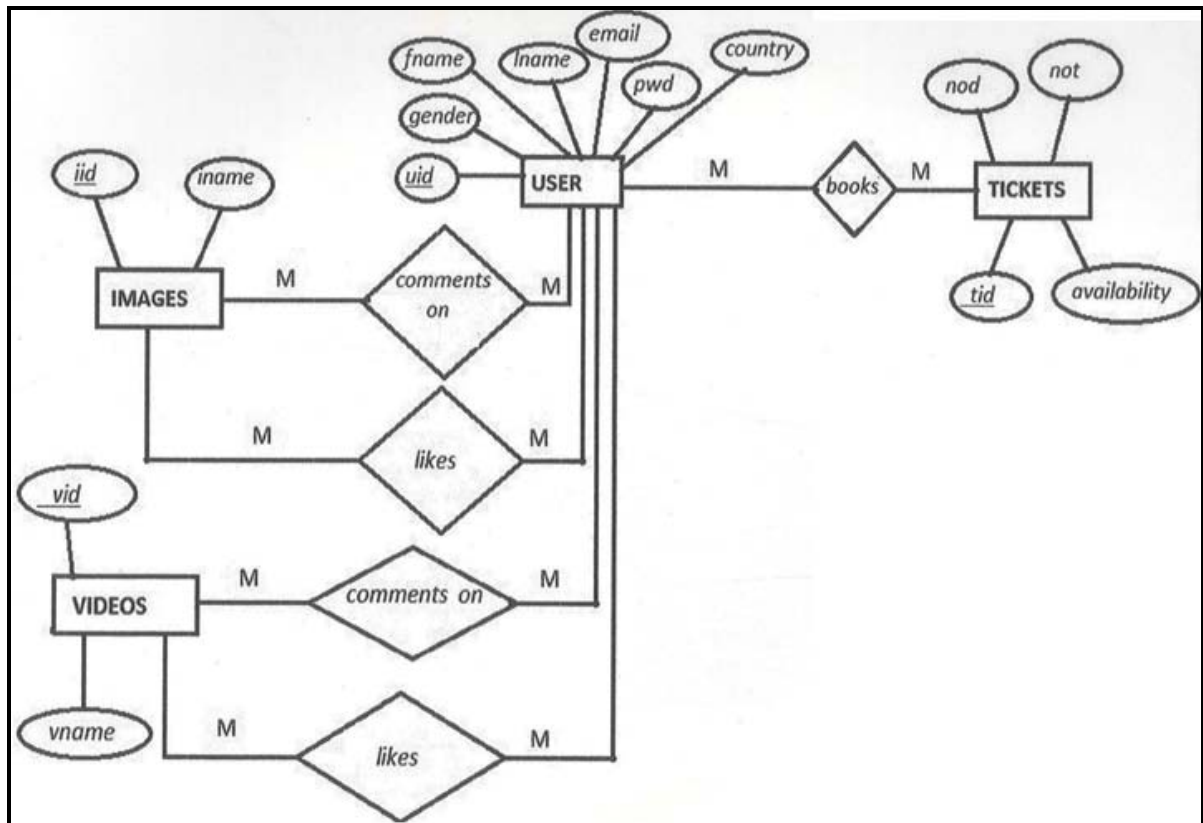 email
fname
lname
country
pwd
gender
uid
USER
M
books
M
nod
not
TICKETS
tid
availability
iid
iname
IMAGES
M
comments
on
M
M
likes
M
vid
VIDEOS
M
comments on
M
vname
M
likes
M